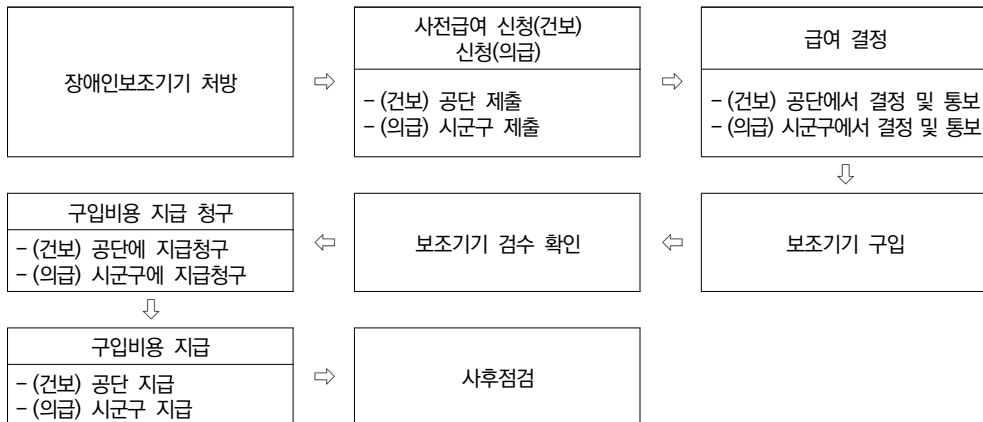 장애인보조기기 처방
⇨
사전급여 신청(건보)
신청(의급)
- (건보) 공단 제출
- (의급) 시군구 제출
⇨
급여 결정
- (건보) 공단에서 결정 및 통보
- (의급) 시군구에서 결정 및 통보
⇩
보조기기 구입
⇦
보조기기 검수 확인
⇦
구입비용 지급 청구
- (건보) 공단에 지급청구
- (의급) 시군구에 지급청구
⇩
구입비용 지급
- (건보) 공단 지급
- (의급) 시군구 지급
⇨
사후점검